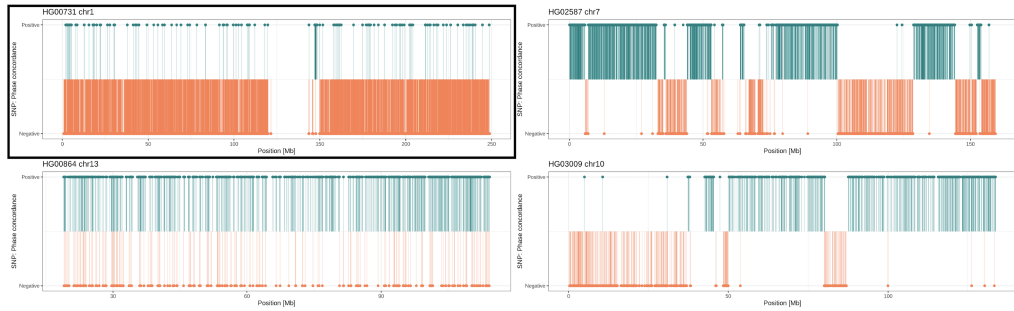 HG00731 chr1
SNP: Phase concordance
Positive
Negative
0 50 100 150 200 250
Position [Mb]
HG02587 chr7
SNP: Phase concordance
Positive
Negative
0 50 100 150
Position [Mb]
HG00864 chr13
SNP: Phase concordance
Positive
Negative
30 60 90
Position [Mb]
HG03009 chr10
SNP: Phase concordance
Positive
Negative
0 50 100
Position [Mb]